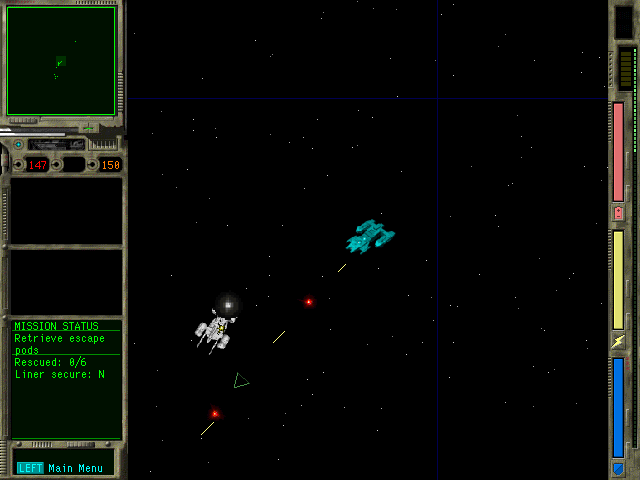 147
150
MISSION STATUS
Retrieve escape
pods
Rescued: 0/6
Liner secure: N
LEFT Main Menu